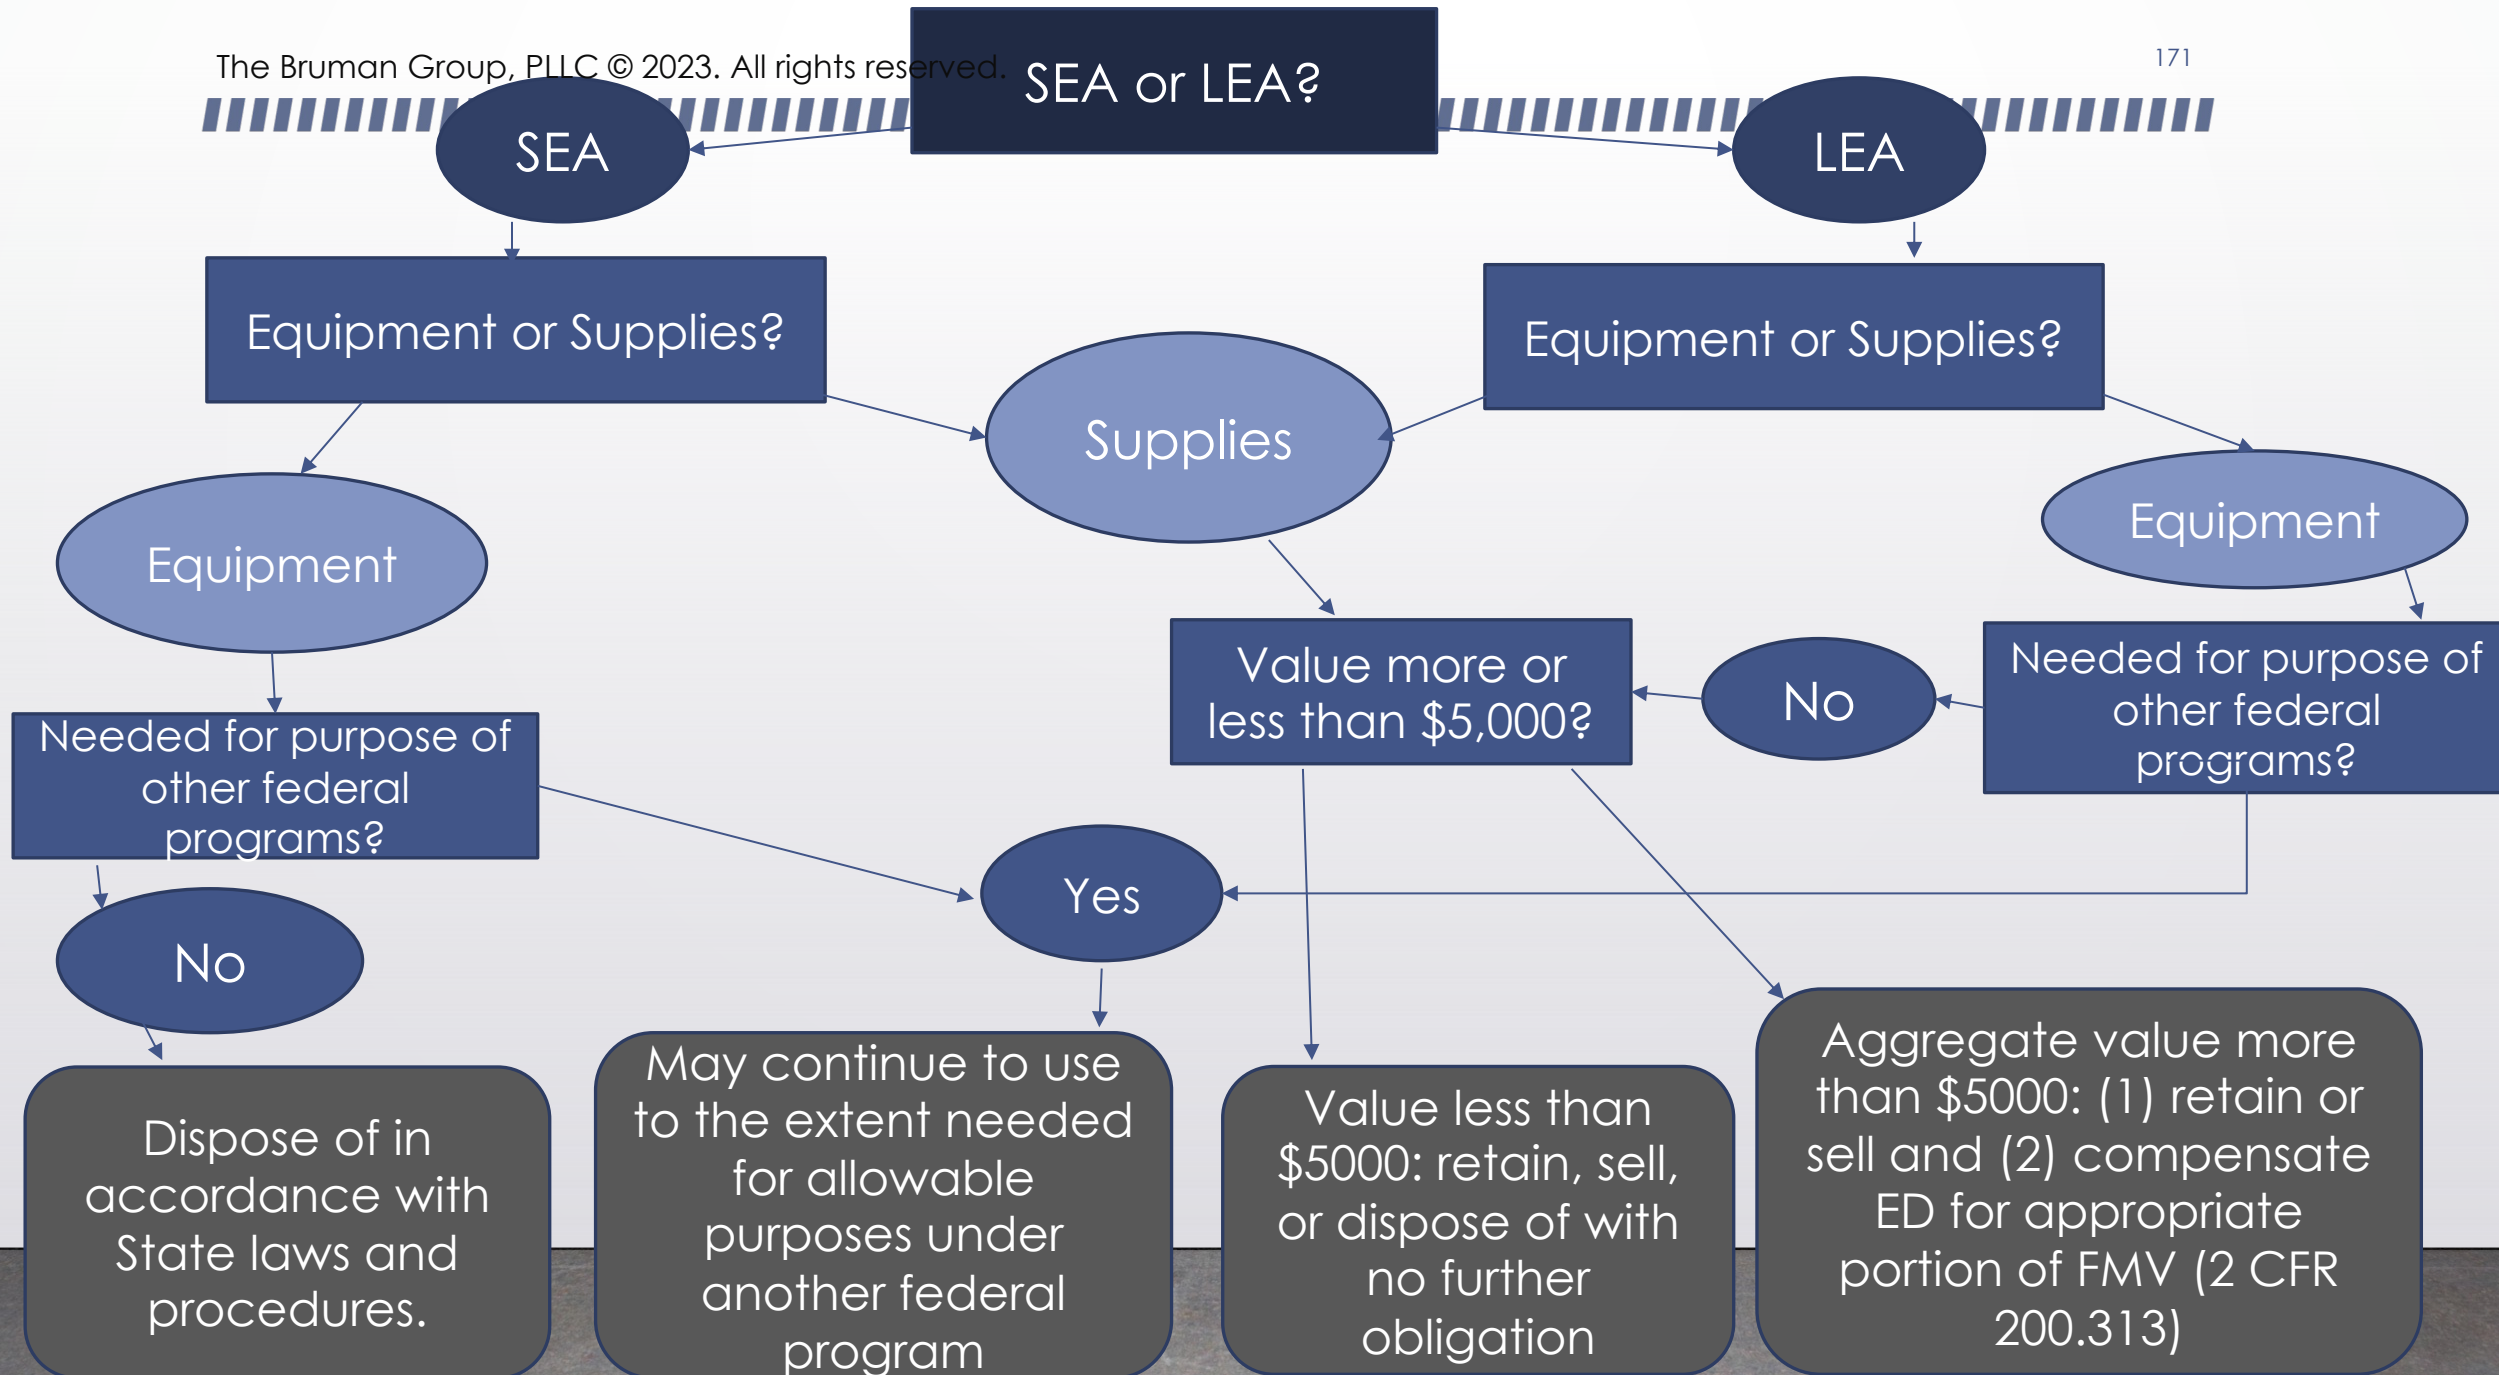 The Bruman Group, PLLC © 2023. All rights reserved.
171
SEA or LEA?
SEA
LEA
Equipment or Supplies?
Equipment or Supplies?
Supplies
Equipment
Equipment
Value more or
less than $5,000?
No
Needed for purpose of
other federal
programs?
Needed for purpose of
other federal
programs?
Yes
No
Dispose of in
accordance with
State laws and
procedures.
May continue to use
to the extent needed
for allowable
purposes under
another federal
program
Value less than
$5000: retain, sell,
or dispose of with
no further
obligation
Aggregate value more
than $5000: (1) retain or
sell and (2) compensate
ED for appropriate
portion of FMV (2 CFR
200.313)